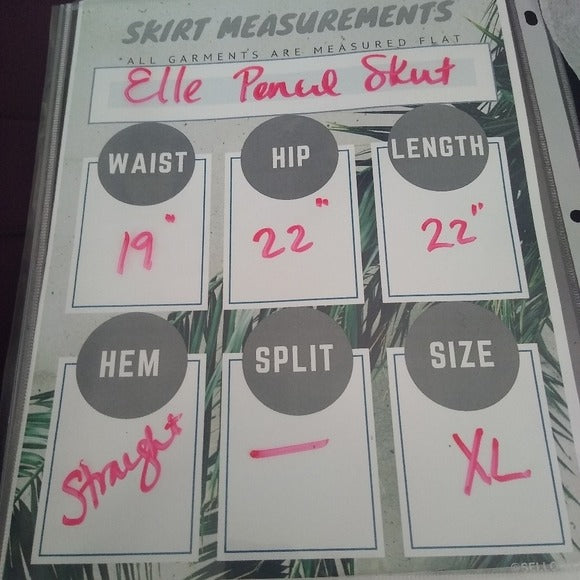 SKIRT MEASUREMENTS
*ALL GARMENTS ARE MEASURED FLAT
Elle Pencil Skirt
WAIST HIP LENGTH
19" 22" 22"
HEM SPLIT SIZE
Straight — XL